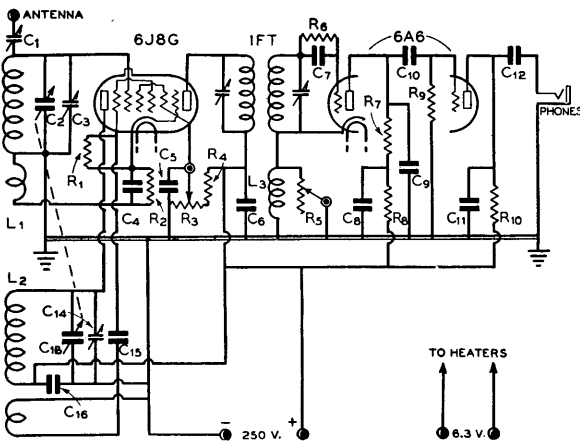 ANTENNA
C1
6J8G
1FT
R6
6A6
C7
C10
C12
C2
C3
R9
R7
PHONES
R1
C5
R4
C9
L3
C4
R2
R3
C6
R5
C8
R8
C11
R10
L1
L2
C14
C1B
C15
C16
TO HEATERS
− 250 V. +
6.3 V.